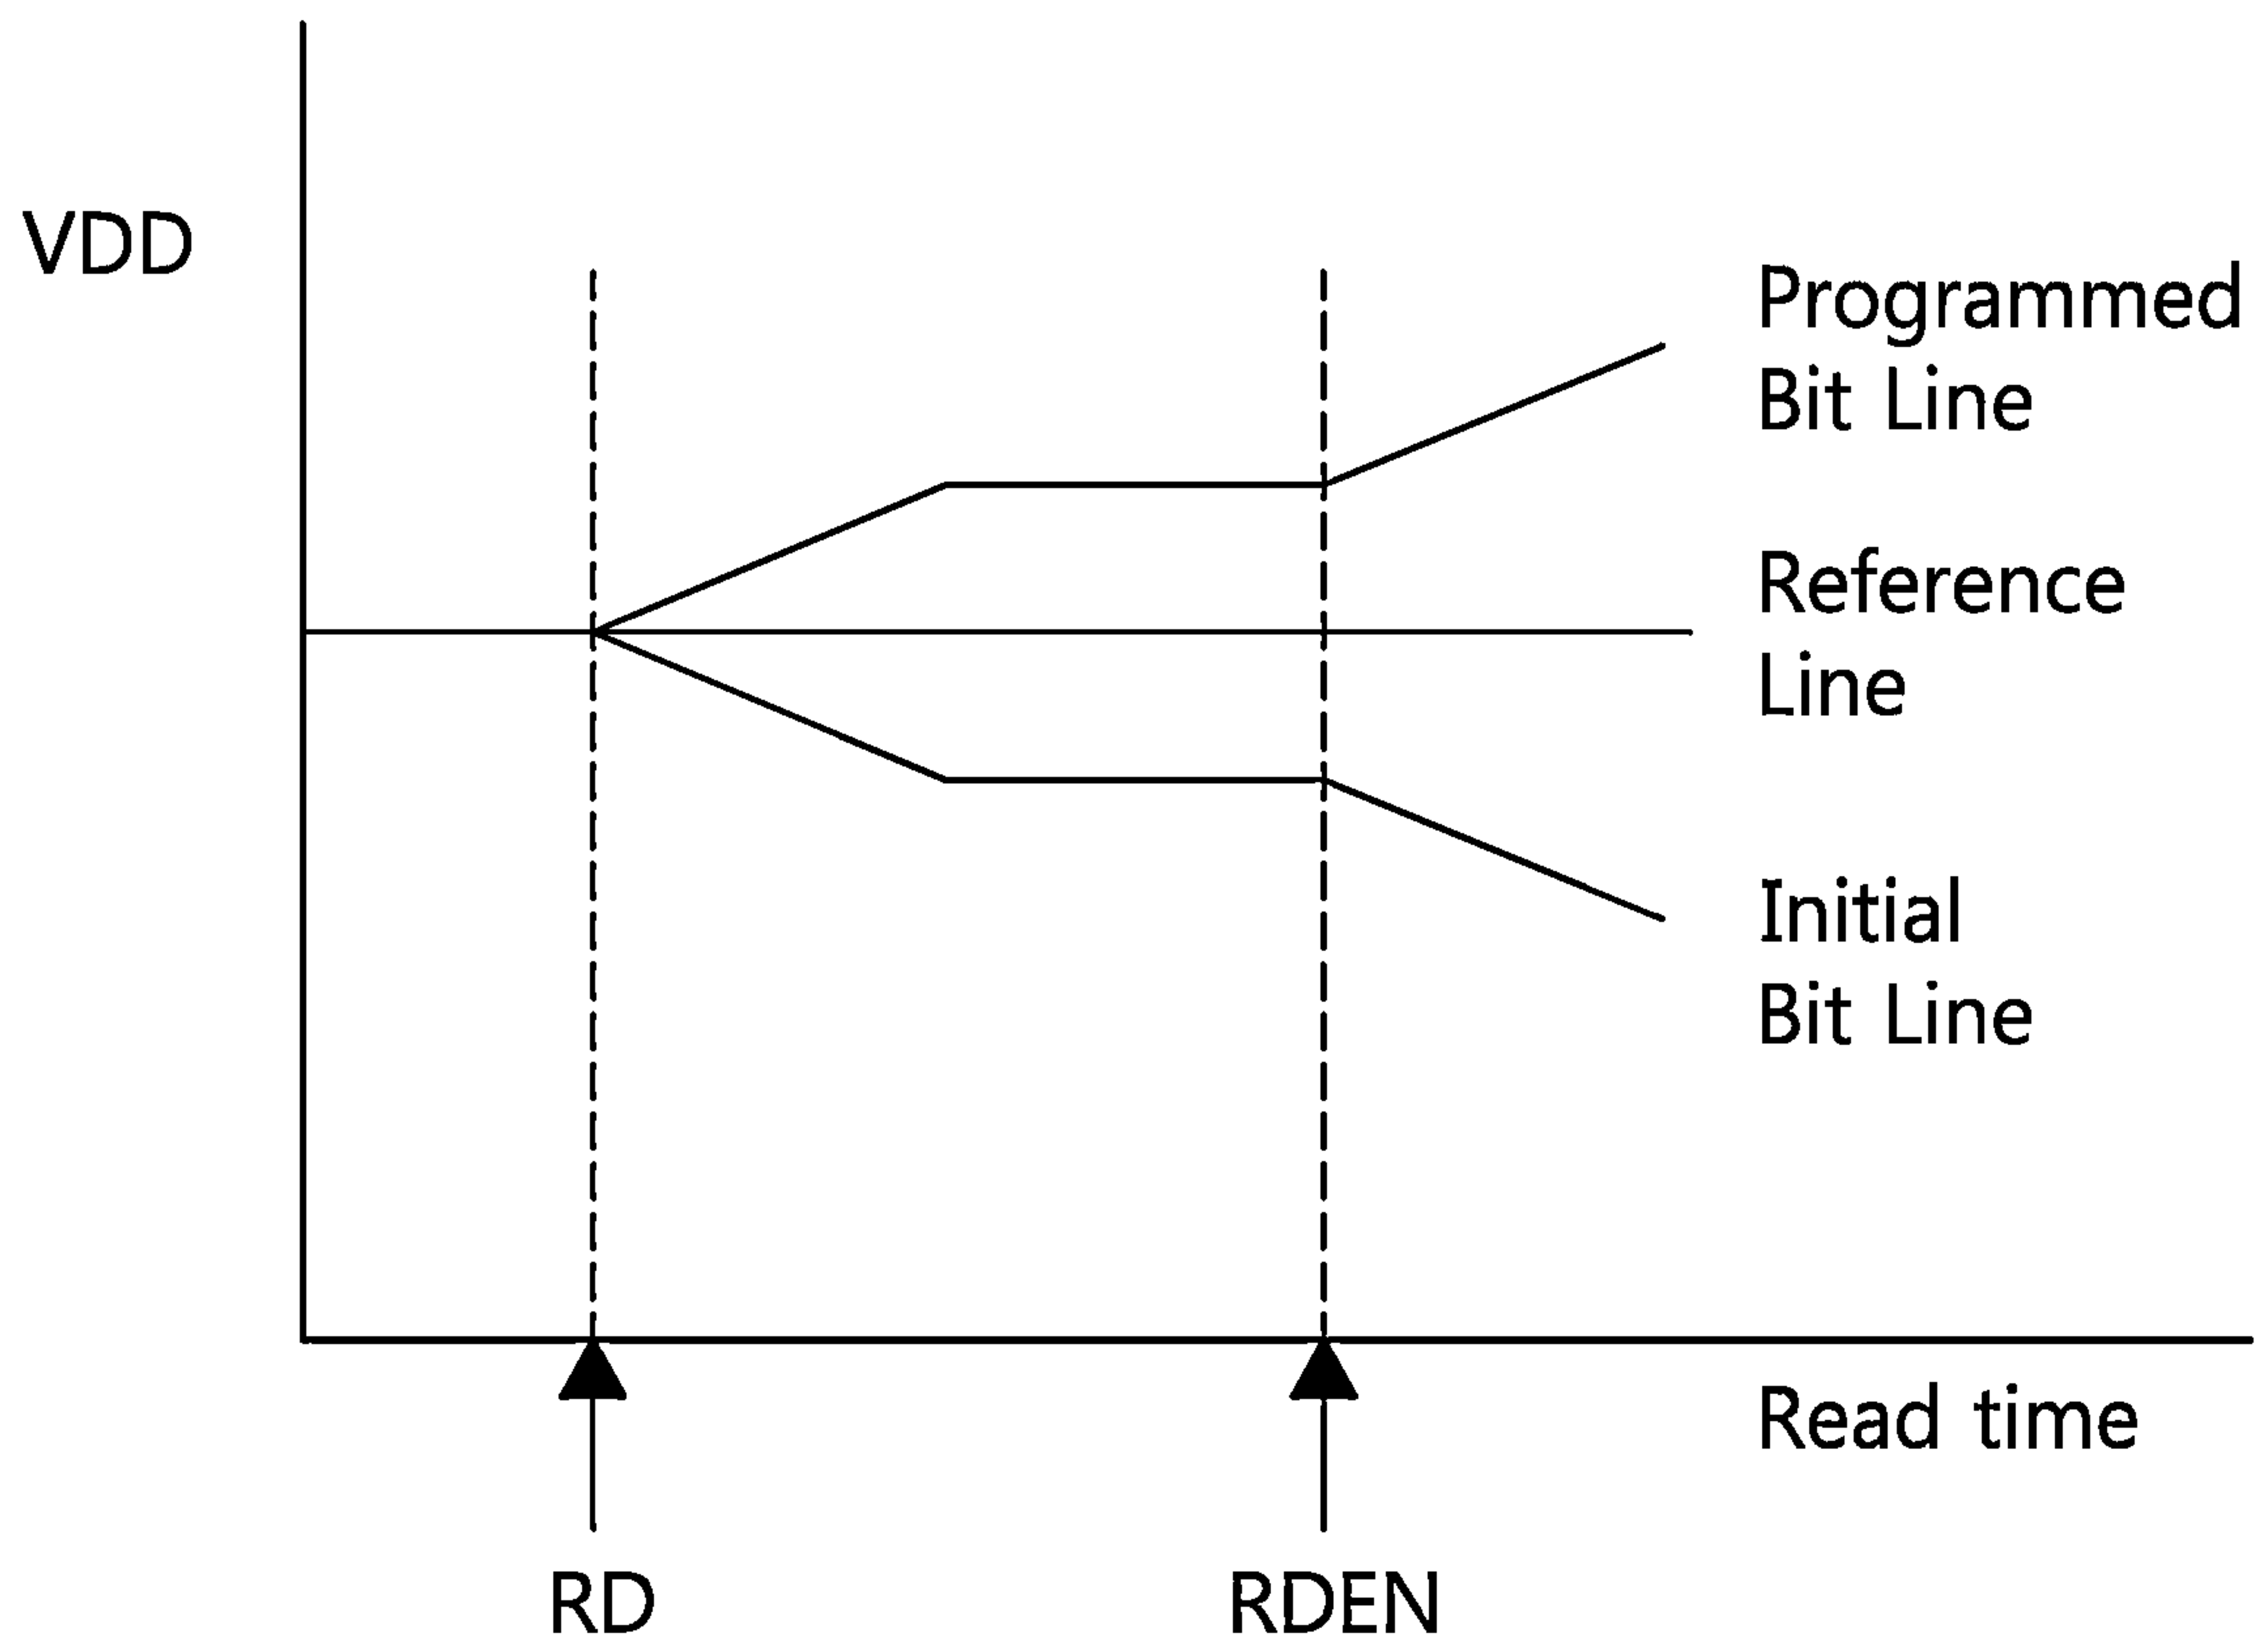 VDD
Programmed
Bit Line
Reference
Line
Initial
Bit Line
Read time
RD
RDEN